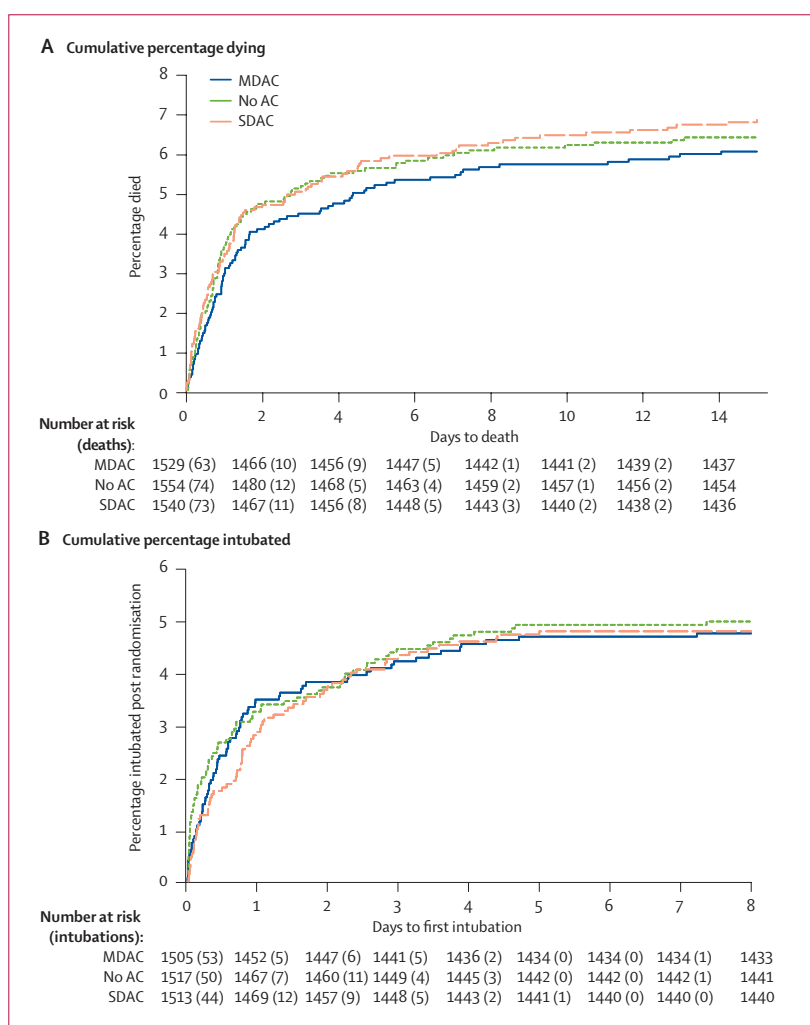 A Cumulative percentage dying
8
7
6
5
4
3
2
1
0
Percentage died
MDAC
No AC
SDAC
0 2 4 6 8 10 12 14
Days to death
Number at risk
(deaths):
MDAC 1529 (63) 1466 (10) 1456 (9) 1447 (5) 1442 (1) 1441 (2) 1439 (2) 1437
No AC 1554 (74) 1480 (12) 1468 (5) 1463 (4) 1459 (2) 1457 (1) 1456 (2) 1454
SDAC 1540 (73) 1467 (11) 1456 (8) 1448 (5) 1443 (3) 1440 (2) 1438 (2) 1436
B Cumulative percentage intubated
6
5
4
3
2
1
0
Percentage intubated post randomisation
0 1 2 3 4 5 6 7 8
Days to first intubation
Number at risk
(intubations):
MDAC 1505 (53) 1452 (5) 1447 (6) 1441 (5) 1436 (2) 1434 (0) 1434 (0) 1434 (1) 1433
No AC 1517 (50) 1467 (7) 1460 (11) 1449 (4) 1445 (3) 1442 (0) 1442 (0) 1442 (1) 1441
SDAC 1513 (44) 1469 (12) 1457 (9) 1448 (5) 1443 (2) 1441 (1) 1440 (0) 1440 (0) 1440